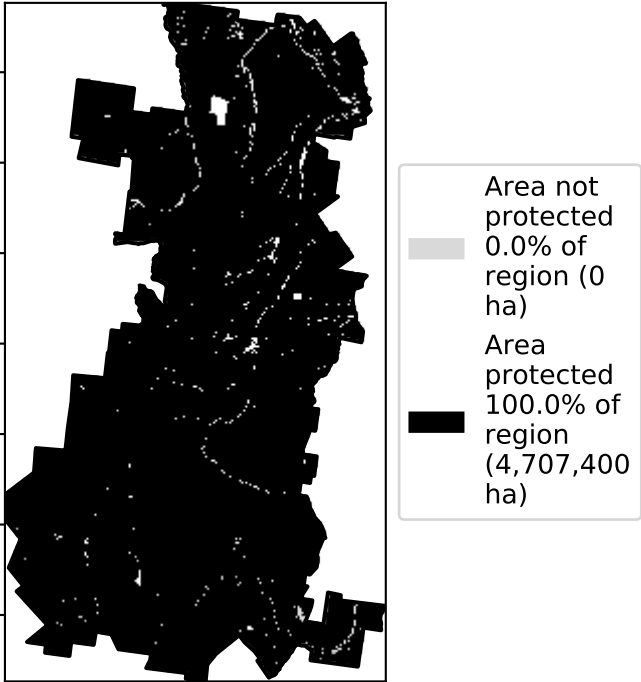 Area not
protected
0.0% of
region (0
ha)
Area
protected
100.0% of
region
(4,707,400
ha)